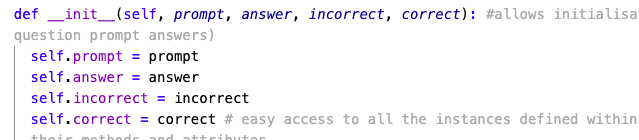 def __init__(self, prompt, answer, incorrect, correct): #allows initialisa
question prompt answers)
self.prompt = prompt
self.answer = answer
self.incorrect = incorrect
self.correct = correct # easy access to all the instances defined within
their methods and attributes